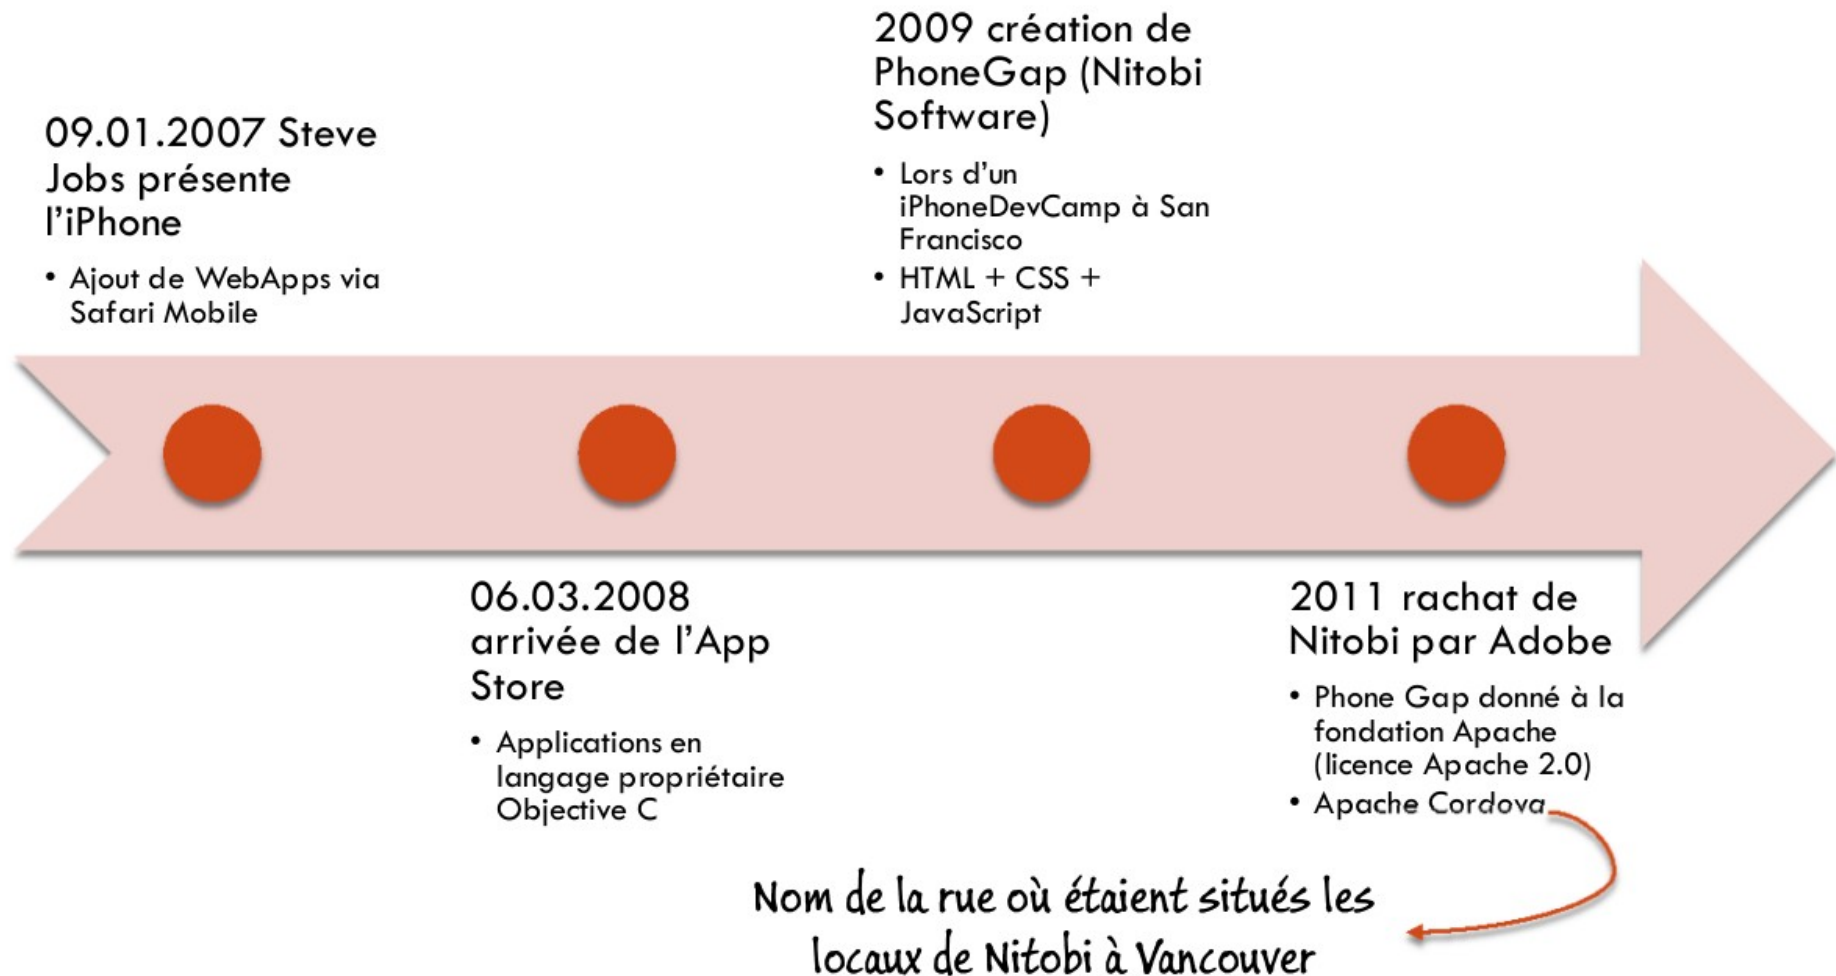 09.01.2007 Steve
Jobs présente
l’iPhone
• Ajout de WebApps via
Safari Mobile
06.03.2008
arrivée de l’App
Store
• Applications en
langage propriétaire
Objective C
2009 création de
PhoneGap (Nitobi
Software)
• Lors d’un
iPhoneDevCamp à San
Francisco
• HTML + CSS +
JavaScript
2011 rachat de
Nitobi par Adobe
• Phone Gap donné à la
fondation Apache
(licence Apache 2.0)
• Apache Cordova
Nom de la rue où étaient situés les
locaux de Nitobi à Vancouver